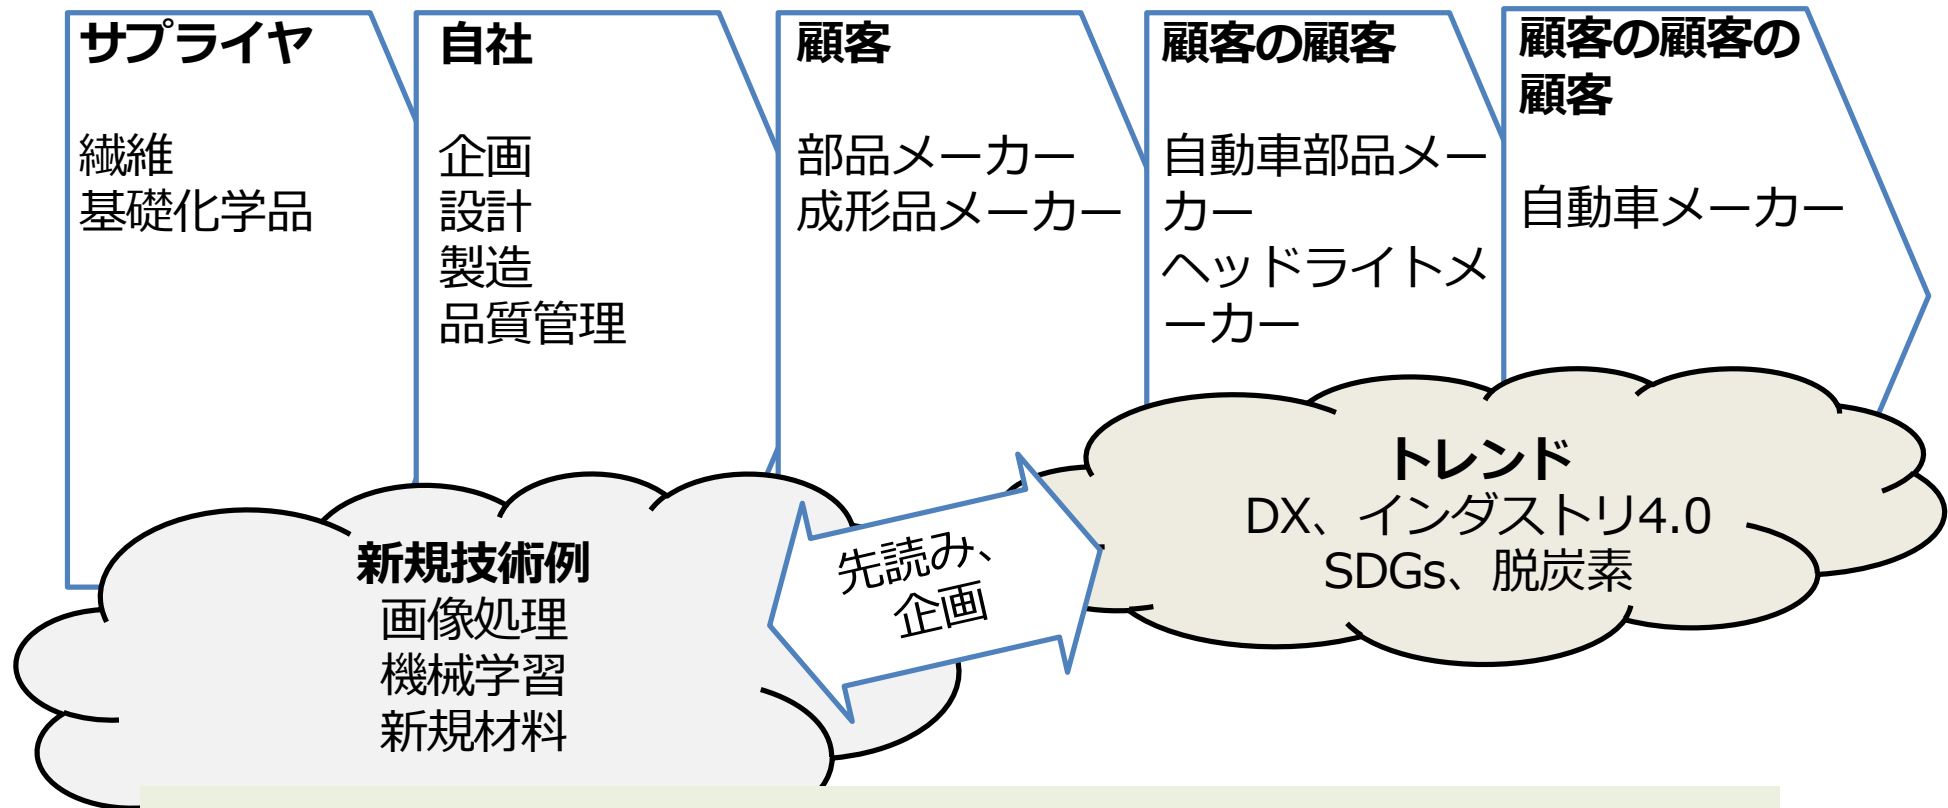 サプライヤ
繊維
基礎化学品
自社
企画
設計
製造
品質管理
顧客
部品メーカー
成形品メーカー
顧客の顧客
自動車部品メー
カー
ヘッドライトメ
ーカー
顧客の顧客の
顧客
自動車メーカー
トレンド
DX、インダストリ4.0
SDGs、脱炭素
先読み、
企画
新規技術例
画像処理
機械学習
新規材料